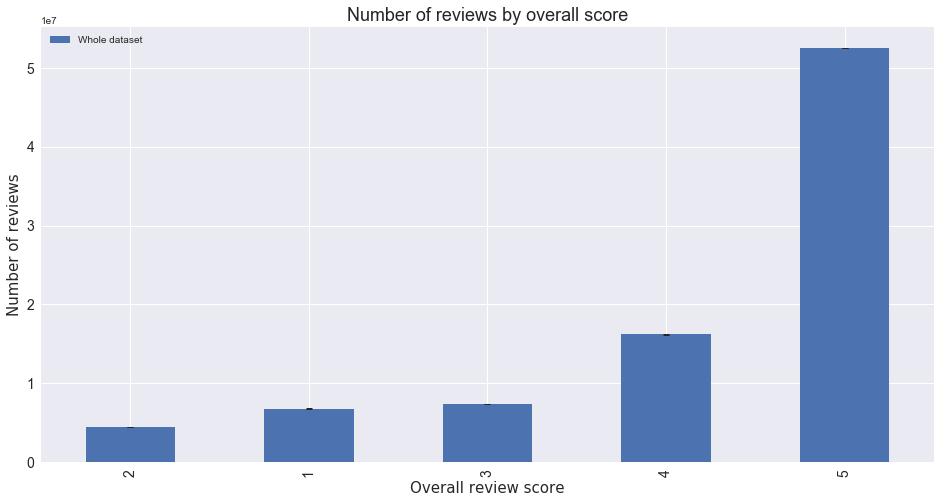 Number of reviews by overall score
1e7
Whole dataset
5
4
3
2
1
0
Number of reviews
2 1 3 4 5
Overall review score